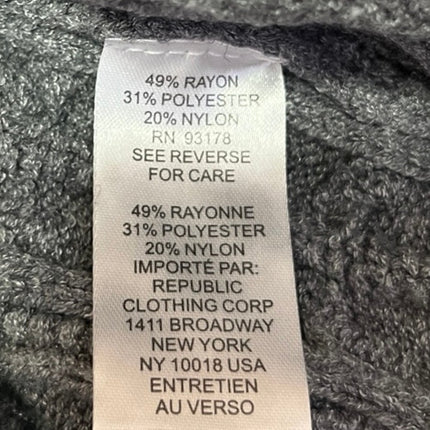 49% RAYON
31% POLYESTER
20% NYLON
RN 93178
SEE REVERSE
FOR CARE
49% RAYONNE
31% POLYESTER
20% NYLON
IMPORTÉ PAR:
REPUBLIC
CLOTHING CORP
1411 BROADWAY
NEW YORK
NY 10018 USA
ENTRETIEN
AU VERSO